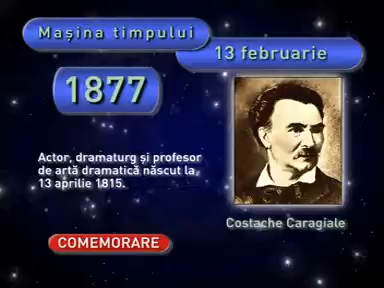 Mașina timpului
13 februarie
1877
Actor, dramaturg și profesor
de artă dramatică născut la
13 aprilie 1815.
Costache Caragiale
COMEMORARE